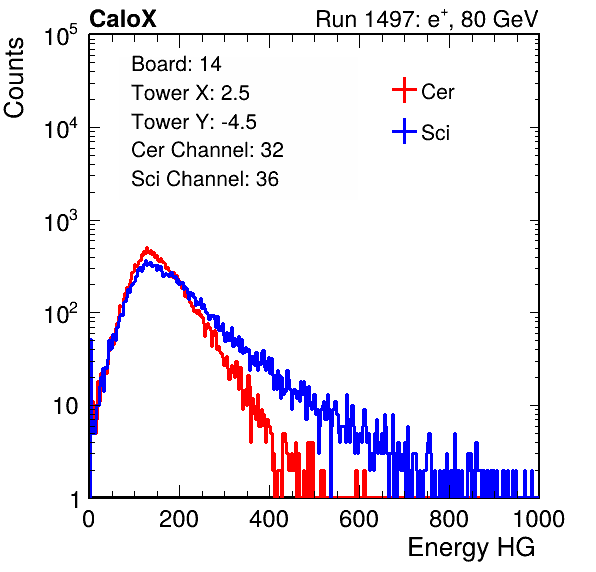 CaloX Run 1497: e⁺, 80 GeV
Counts
Board: 14
Tower X: 2.5
Tower Y: -4.5
Cer Channel: 32
Sci Channel: 36
Cer
Sci
10⁵
10⁴
10³
10²
10
1
0 200 400 600 800 1000
Energy HG